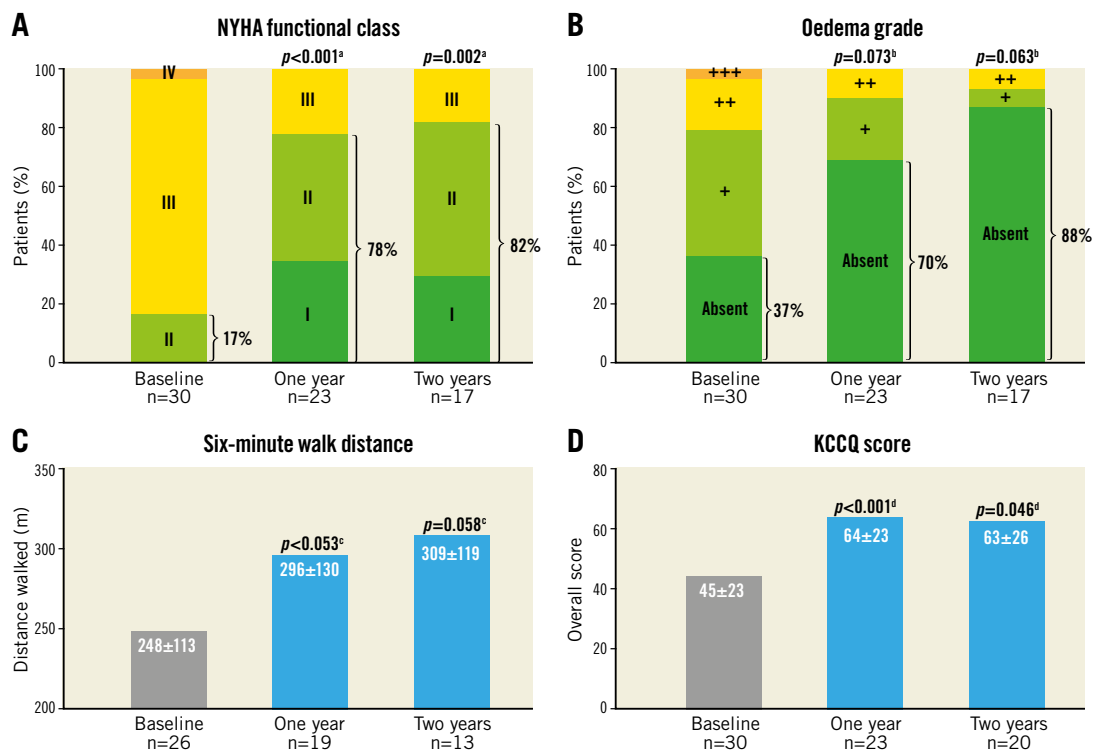 A
NYHA functional class
p<0.001ᵃ
p=0.002ᵃ
100
80
60
40
20
0
Patients (%)
IV
III
II
17%
III
II
I
78%
III
II
I
82%
Baseline
One year
Two years
n=30
n=23
n=17
B
Oedema grade
p=0.073ᵇ
p=0.063ᵇ
100
80
60
40
20
0
Patients (%)
+++
++
+
Absent
37%
++
+
Absent
70%
++
+
Absent
88%
Baseline
One year
Two years
n=30
n=23
n=17
C
Six-minute walk distance
350
300
250
200
Distance walked (m)
p<0.053ᶜ
p=0.058ᶜ
248±113
296±130
309±119
Baseline
One year
Two years
n=26
n=19
n=13
D
KCCQ score
80
60
40
20
0
Overall score
p<0.001ᵈ
p=0.046ᵈ
45±23
64±23
63±26
Baseline
One year
Two years
n=30
n=23
n=20